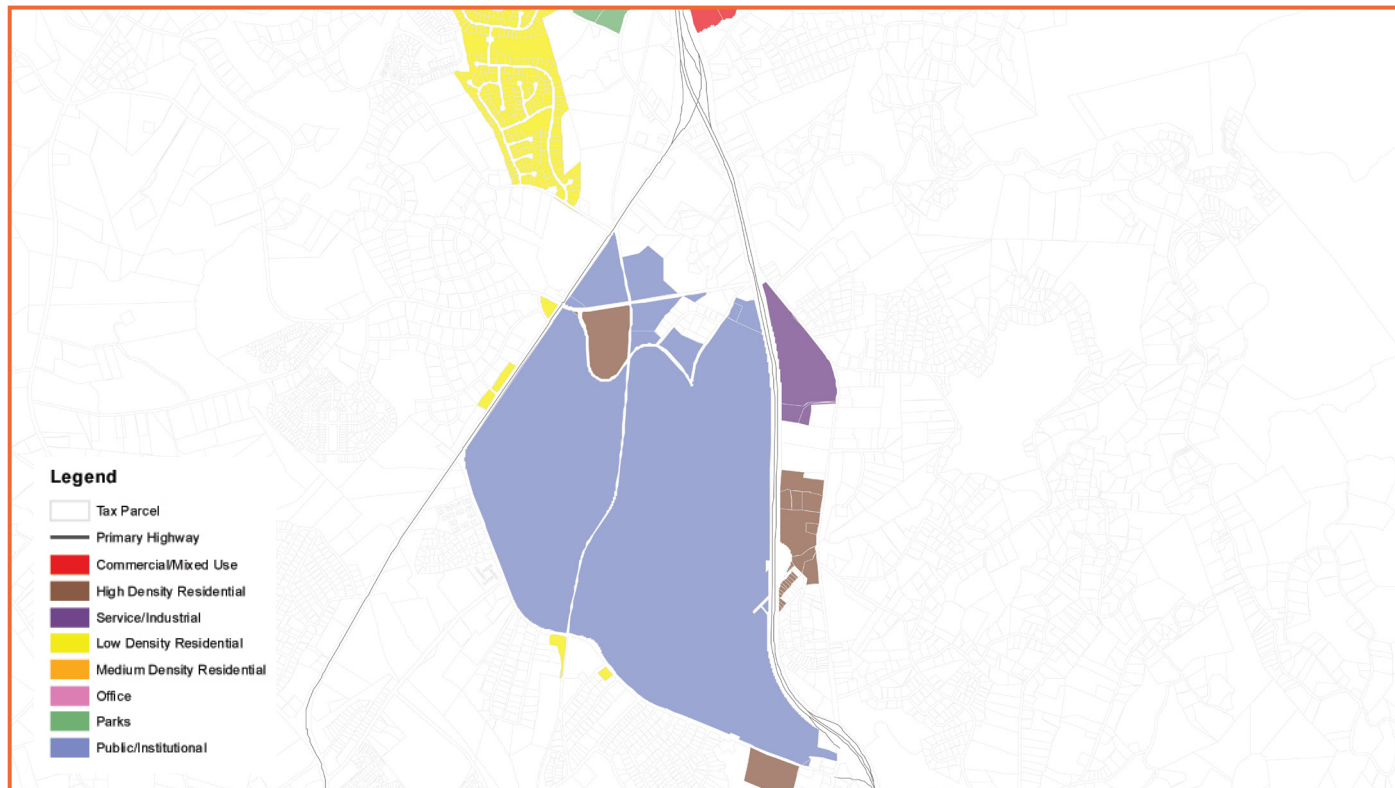 Legend
Tax Parcel
Primary Highway
Commercial/Mixed Use
High Density Residential
Service/Industrial
Low Density Residential
Medium Density Residential
Office
Parks
Public/Institutional